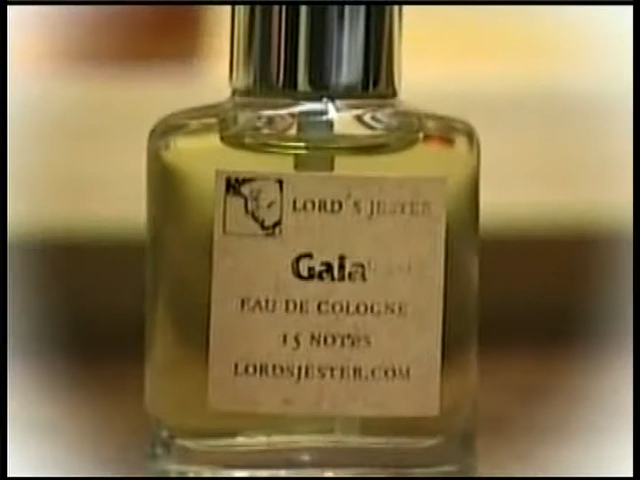 LORD'S JESTER
Gaia
EAU DE COLOGNE
15 NOTES
LORDSJESTER.COM